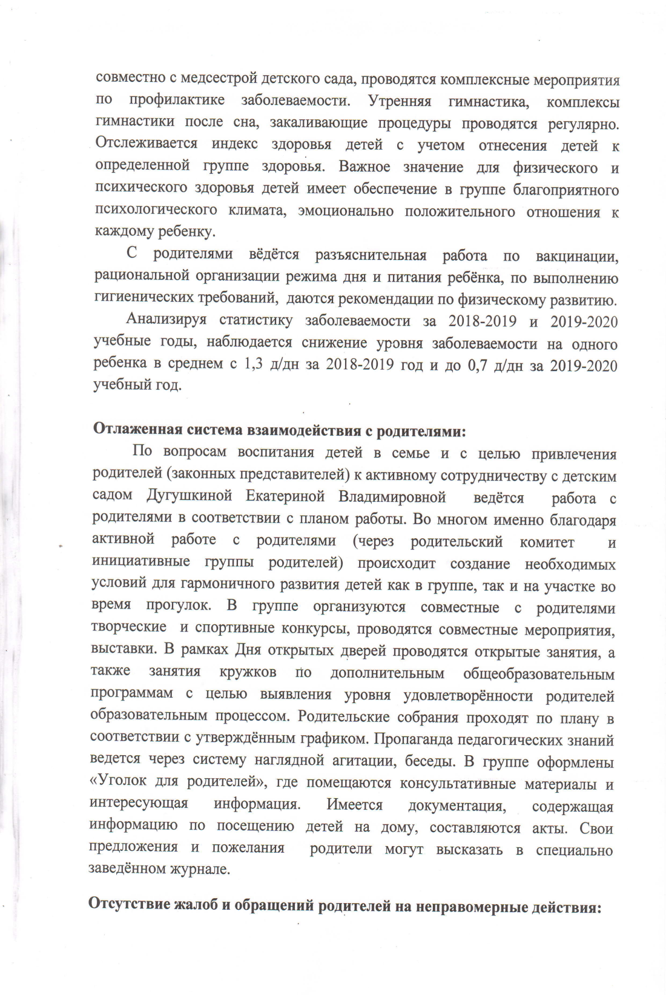 совместно с медсестрой детского сада, проводятся комплексные мероприятия
по профилактике заболеваемости. Утренняя гимнастика, комплексы
гимнастики после сна, закаливающие процедуры проводятся регулярно.
Отслеживается индекс здоровья детей с учетом отнесения детей к
определенной группе здоровья. Важное значение для физического и
психического здоровья детей имеет обеспечение в группе благоприятного
психологического климата, эмоционально положительного отношения к
каждому ребенку.
С родителями вёдётся разъяснительная работа по вакцинации,
рациональной организации режима дня и питания ребёнка, по выполнению
гигиенических требований, даются рекомендации по физическому развитию.
Анализируя статистику заболеваемости за 2018-2019 и 2019-2020
учебные годы, наблюдается снижение уровня заболеваемости на одного
ребенка в среднем с 1,3 д/дн за 2018-2019 год и до 0,7 д/дн за 2019-2020
учебный год.
Отлаженная система взаимодействия с родителями:
По вопросам воспитания детей в семье и с целью привлечения
родителей (законных представителей) к активному сотрудничеству с детским
садом Дугушкиной Екатериной Владимировной ведётся работа с
родителями в соответствии с планом работы. Во многом именно благодаря
активной работе с родителями (через родительский комитет и
инициативные группы родителей) происходит создание необходимых
условий для гармоничного развития детей как в группе, так и на участке во
время прогулок. В группе организуются совместные с родителями
творческие и спортивные конкурсы, проводятся совместные мероприятия,
выставки. В рамках Дня открытых дверей проводятся открытые занятия, а
также занятия кружков по дополнительным общеобразовательным
программам с целью выявления уровня удовлетворённости родителей
образовательным процессом. Родительские собрания проходят по плану в
соответствии с утверждённым графиком. Пропаганда педагогических знаний
ведется через систему наглядной агитации, беседы. В группе оформлены
«Уголок для родителей», где помещаются консультативные материалы и
интересующая информация. Имеется документация, содержащая
информацию по посещению детей на дому, составляются акты. Свои
предложения и пожелания родители могут высказать в специально
заведённом журнале.
Отсутствие жалоб и обращений родителей на неправомерные действия: